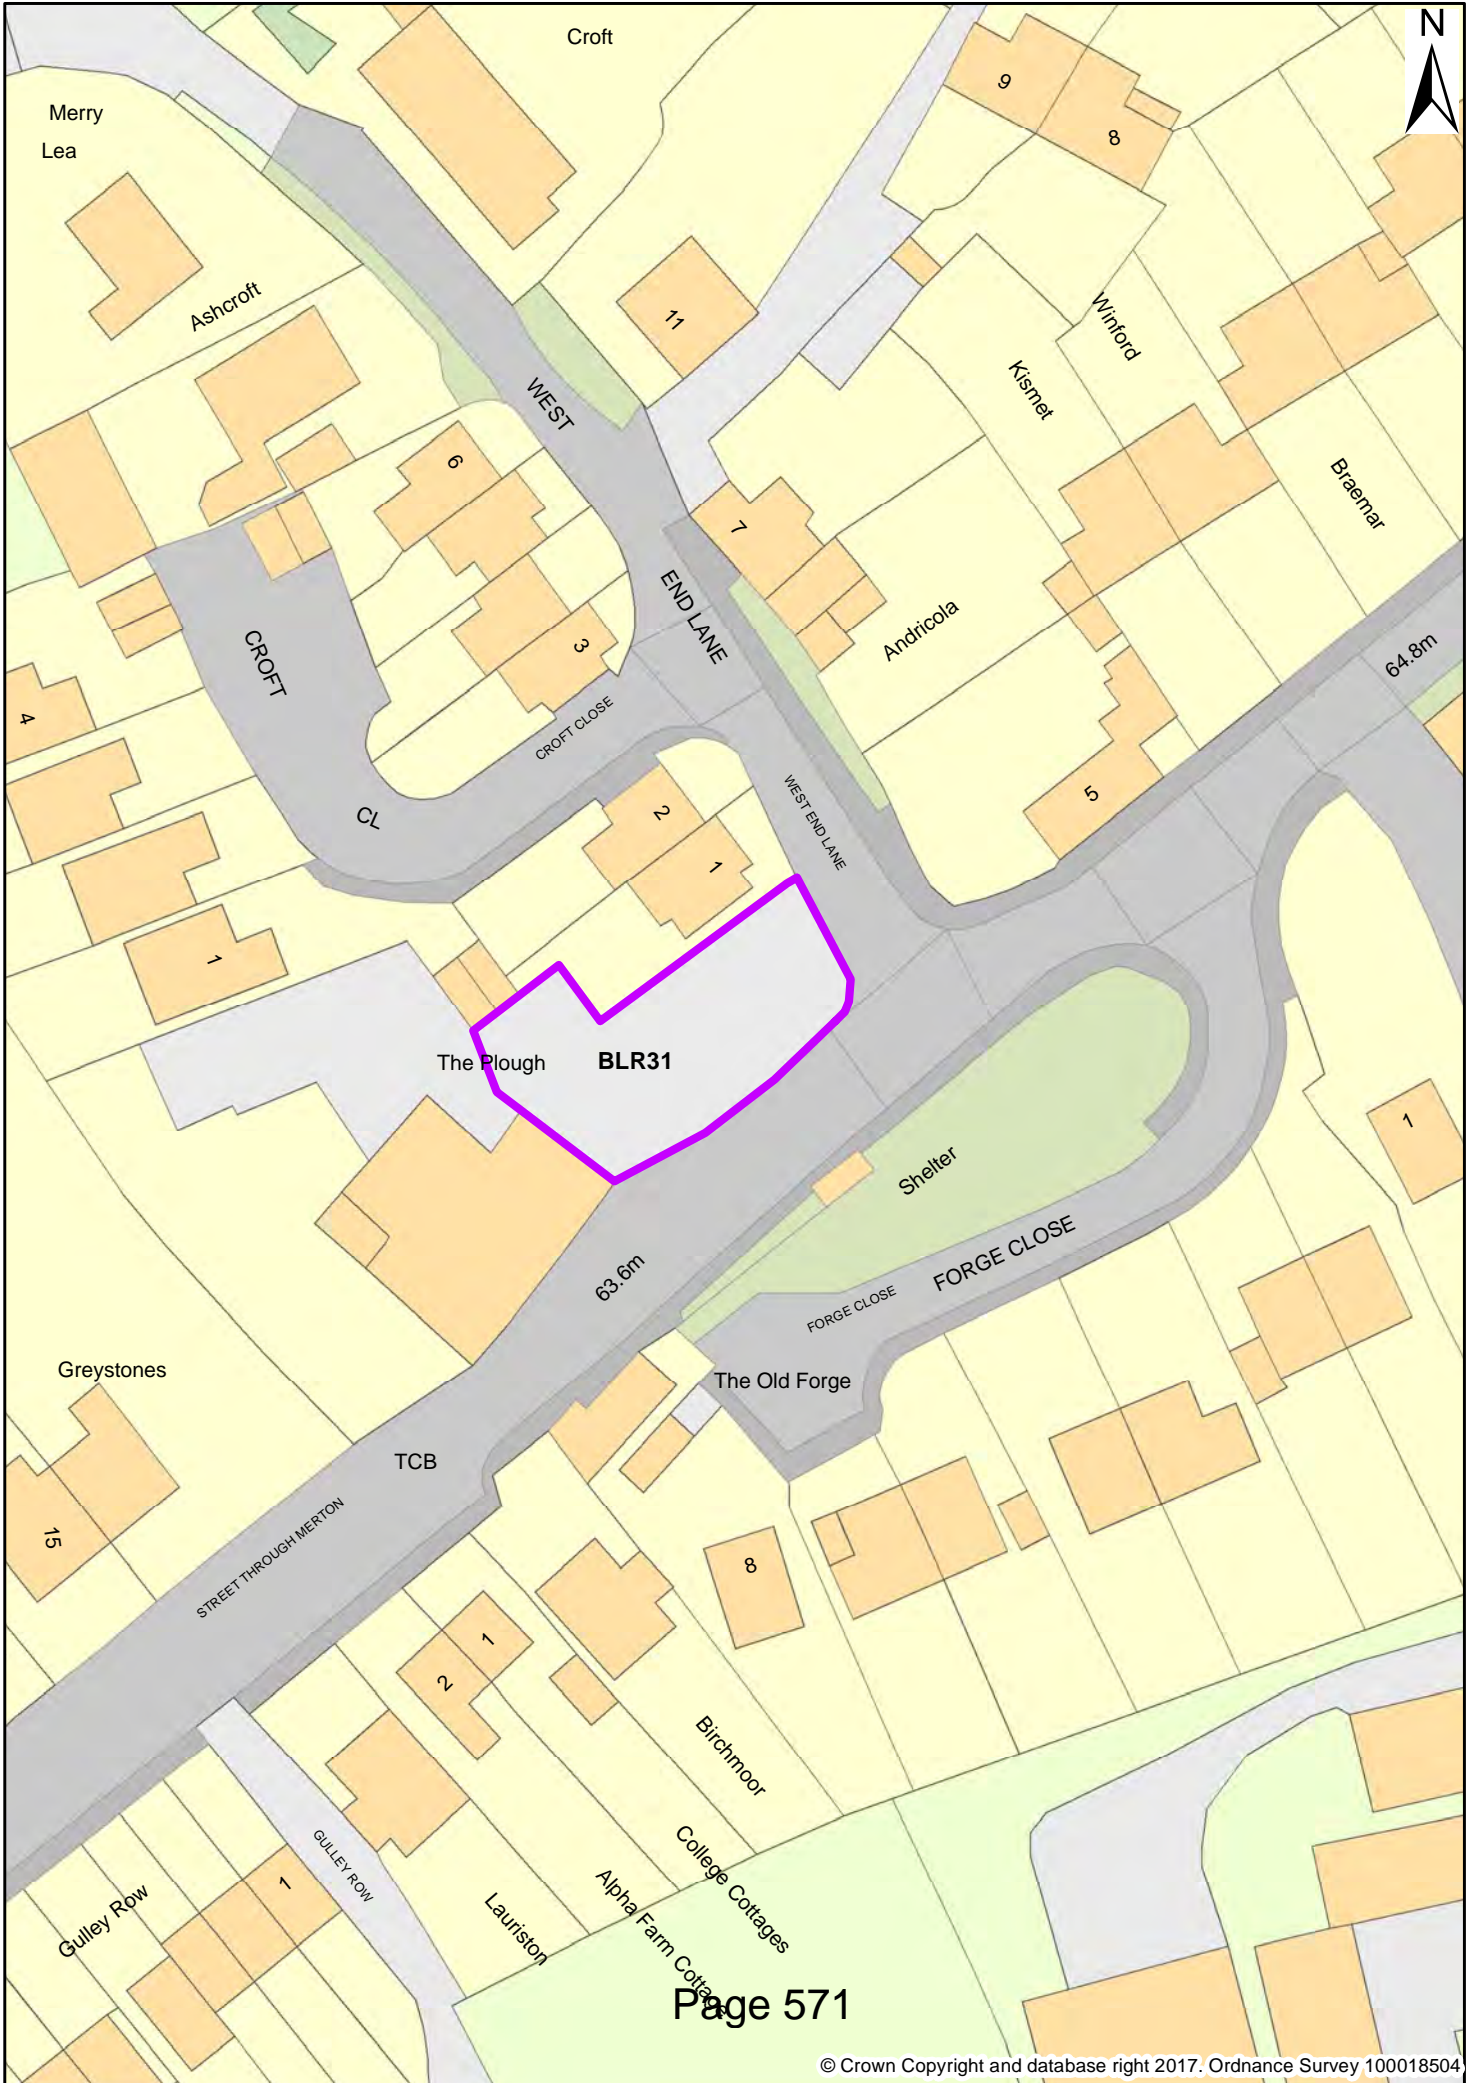 N
Croft
9
8
Merry
Lea
Ashcroft
11
Winford
Kismet
WEST
6
Braemar
7
END LANE
Andricola
3
CROFT
64.8m
4
CROFT CLOSE
WEST END LANE
5
2
CL
1
1
The Plough
BLR31
1
Shelter
FORGE CLOSE
63.6m
FORGE CLOSE
Greystones
The Old Forge
TCB
15
STREET THROUGH MERTON
8
1
2
Birchmoor
GULLEY ROW
College Cottages
1
Alpha Farm Cottage
Gulley Row
Lauriston
Page 571
© Crown Copyright and database right 2017. Ordnance Survey 100018504